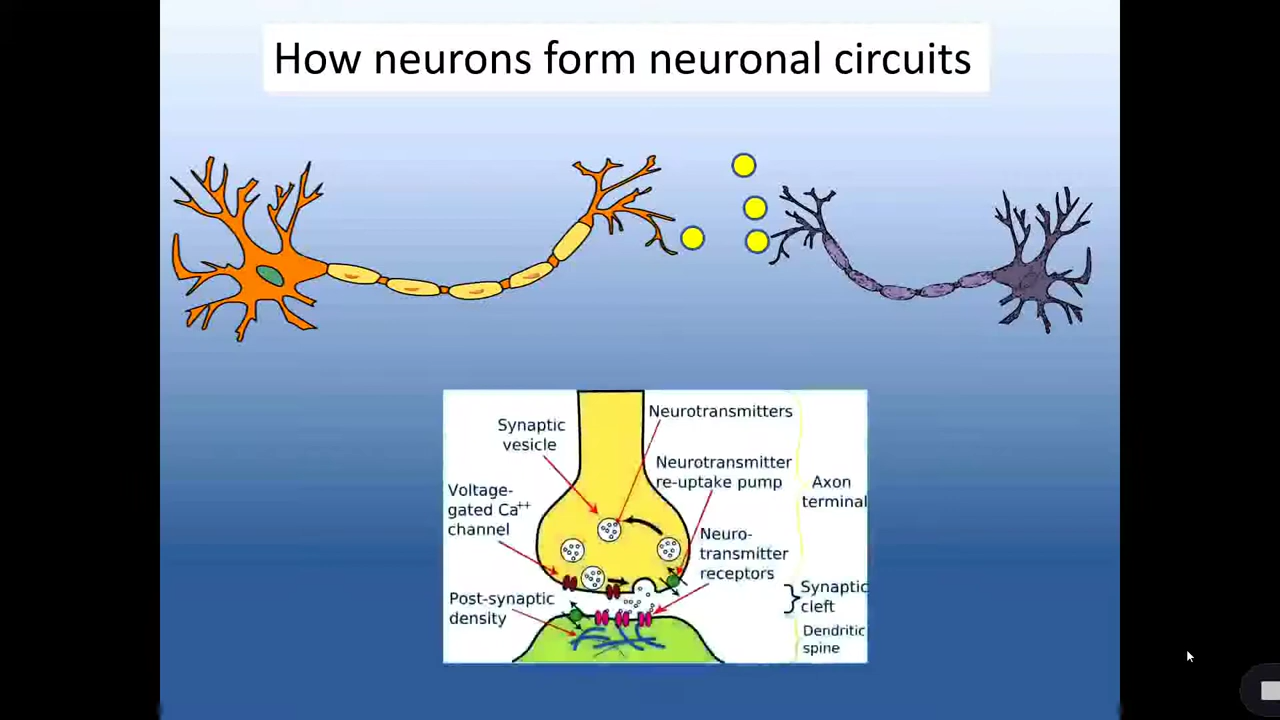 How neurons form neuronal circuits
Neurotransmitters
Synaptic
vesicle
Neurotransmitter
re-uptake pump
Axon
terminal
Voltage-
gated Ca++
channel
Neuro-
transmitter
receptors
Synaptic
cleft
Post-synaptic
density
Dendritic
spine